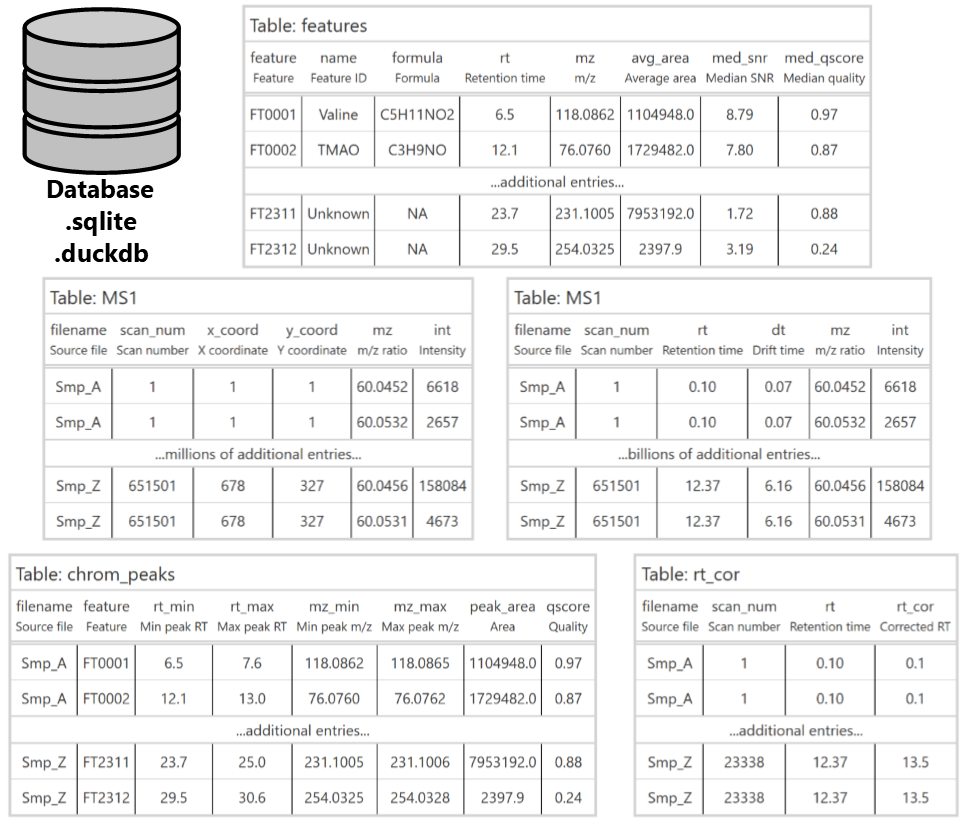 Database
.sqlite
.duckdb
Table: features
feature name formula rt mz avg_area med_snr med_qscore
Feature Feature ID Formula Retention time m/z Average area Median SNR Median quality
FT0001 Valine C5H11NO2 6.5 118.0862 1104948.0 8.79 0.97
FT0002 TMAO C3H9NO 12.1 76.0760 1729482.0 7.80 0.87
...additional entries...
FT2311 Unknown NA 23.7 231.1005 7953192.0 1.72 0.88
FT2312 Unknown NA 29.5 254.0325 2397.9 3.19 0.24
Table: MS1
filename scan_num x_coord y_coord mz int
Source file Scan number X coordinate Y coordinate m/z ratio Intensity
Smp_A 1 1 1 60.0452 6618
Smp_A 1 1 1 60.0532 2657
...millions of additional entries...
Smp_Z 651501 678 327 60.0456 158084
Smp_Z 651501 678 327 60.0531 4673
Table: MS1
filename scan_num rt dt mz int
Source file Scan number Retention time Drift time m/z ratio Intensity
Smp_A 1 0.10 0.07 60.0452 6618
Smp_A 1 0.10 0.07 60.0532 2657
...billions of additional entries...
Smp_Z 651501 12.37 6.16 60.0456 158084
Smp_Z 651501 12.37 6.16 60.0531 4673
Table: chrom_peaks
filename feature rt_min rt_max mz_min mz_max peak_area qscore
Source file Feature Min peak RT Max peak RT Min peak m/z Max peak m/z Area Quality
Smp_A FT0001 6.5 7.6 118.0862 118.0865 1104948.0 0.97
Smp_A FT0002 12.1 13.0 76.0760 76.0762 1729482.0 0.87
...additional entries...
Smp_Z FT2311 23.7 25.0 231.1005 231.1006 7953192.0 0.88
Smp_Z FT2312 29.5 30.6 254.0325 254.0328 2397.9 0.24
Table: rt_cor
filename scan_num rt rt_cor
Source file Scan number Retention time Corrected RT
Smp_A 1 0.10 0.1
Smp_A 1 0.10 0.1
...additional entries...
Smp_Z 23338 12.37 13.5
Smp_Z 23338 12.37 13.5